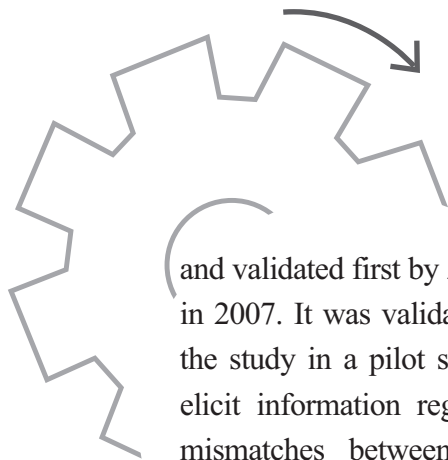 and validated first by
in 2007. It was valida
the study in a pilot s
elicit information reg
mismatches between